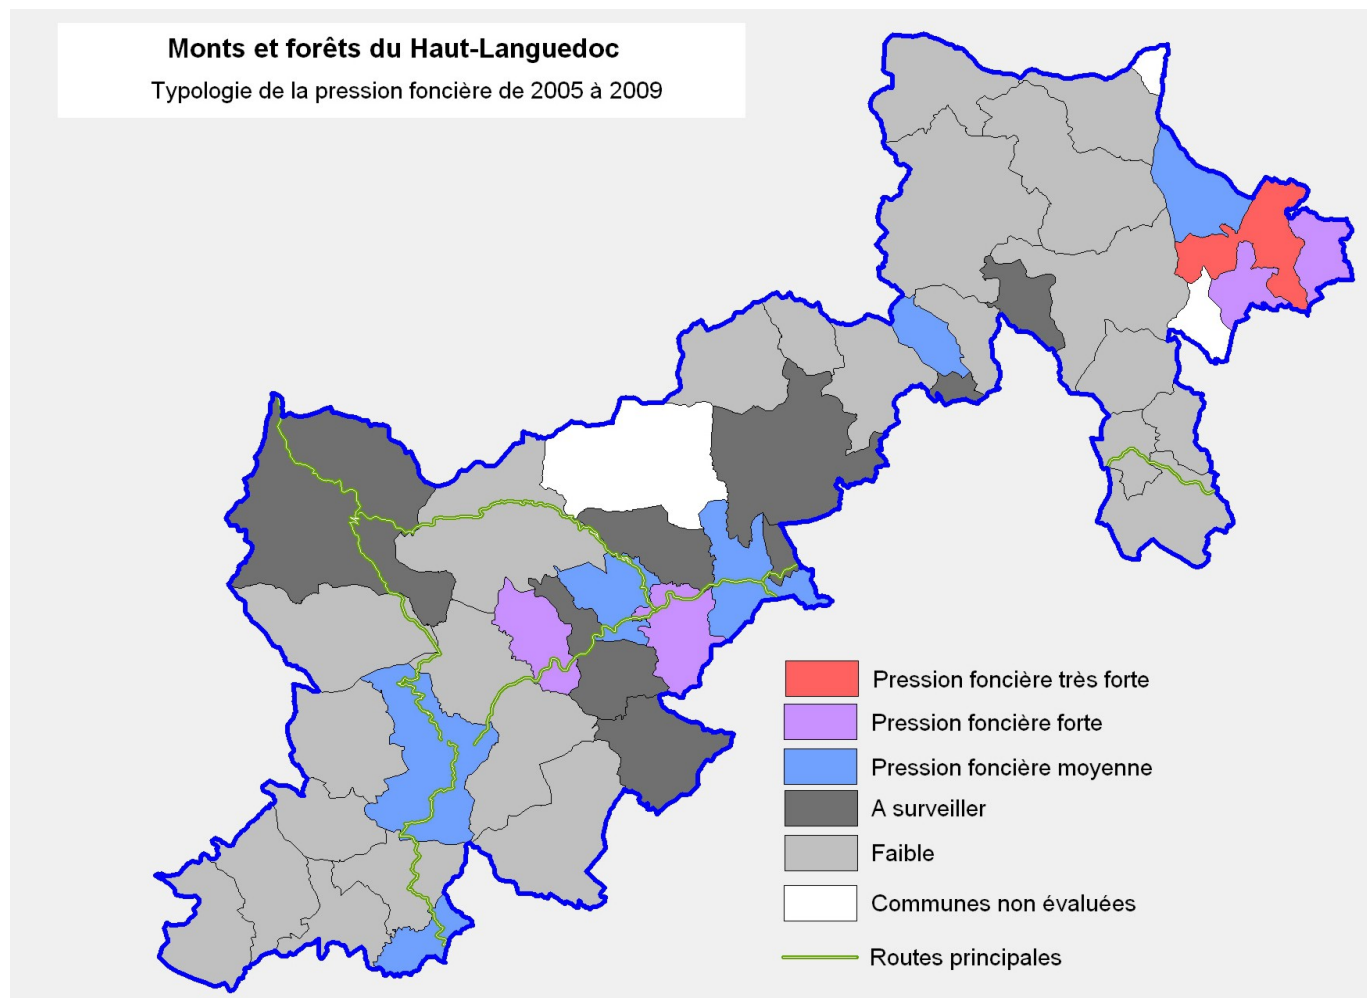 Monts et forêts du Haut-Languedoc
Typologie de la pression foncière de 2005 à 2009
Pression foncière très forte
Pression foncière forte
Pression foncière moyenne
A surveiller
Faible
Communes non évaluées
Routes principales